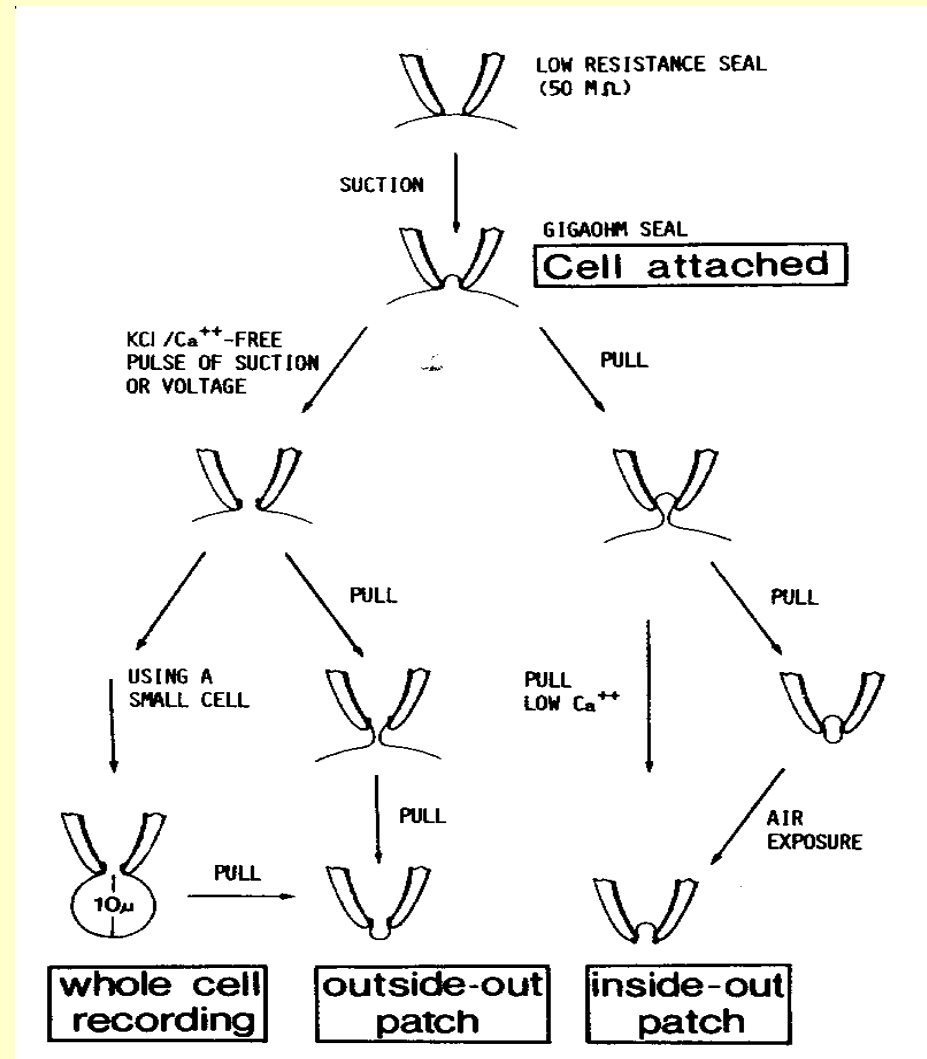 LOW RESISTANCE SEAL
(50 MΩ)
SUCTION
GIGAOHM SEAL
Cell attached
KCl/Ca++-FREE
PULSE OF SUCTION
OR VOLTAGE
PULL
PULL
PULL
USING A
SMALL CELL
PULL
LOW Ca++
PULL
AIR
EXPOSURE
PULL
10μ
whole cell
recording
outside-out
patch
inside-out
patch